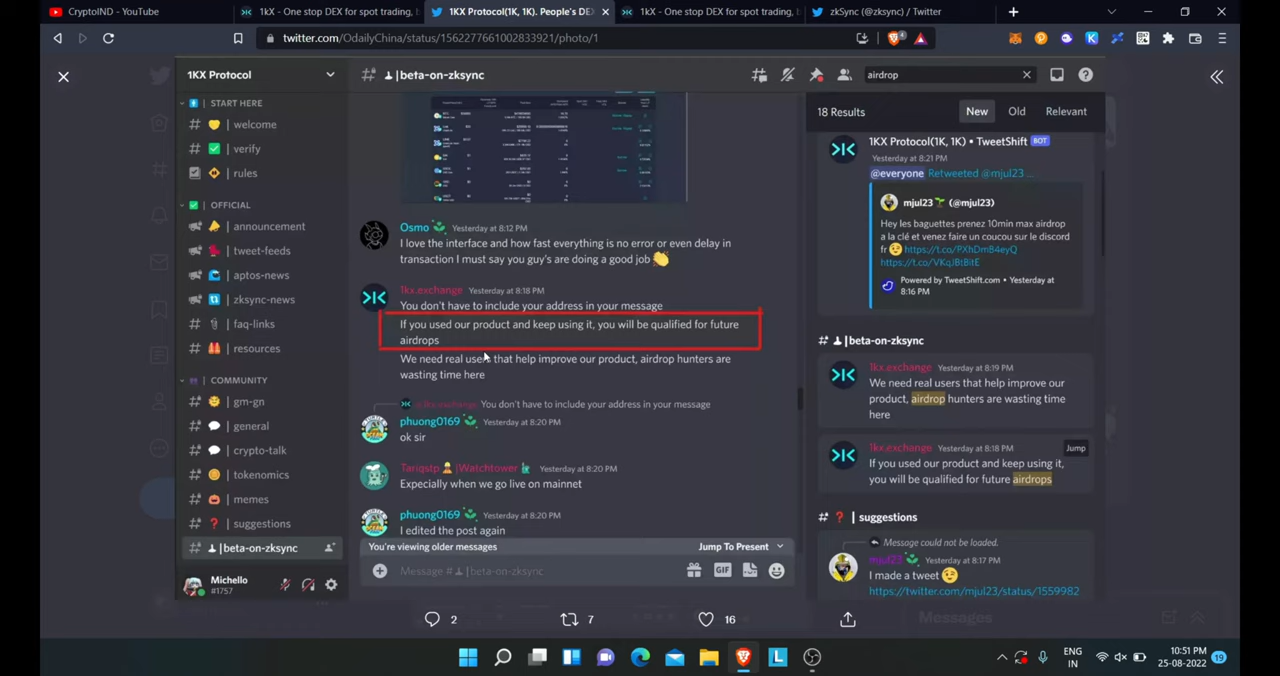 CryptoIND - YouTube
1kX - One stop DEX for spot trading,
1KX Protocol(1K, 1K). People's DE
1kX - One stop DEX for spot trading,
zkSync (@zksync) / Twitter
twitter.com/OdailyChina/status/1562277661002833921/photo/1
4
1KX Protocol
START HERE
welcome
verify
rules
OFFICIAL
announcement
tweet-feeds
aptos-news
zksync-news
faq-links
resources
COMMUNITY
gm-gn
general
crypto-talk
tokenomics
memes
suggestions
|beta-on-zksync
Michello
#1757
|beta-on-zksync
airdrop
Osmo Yesterday at 8:12 PM
I love the interface and how fast everything is no error or even delay in
transaction I must say you guy's are doing a good job
1kx.exchange Yesterday at 8:18 PM
You don't have to include your address in your message
If you used our product and keep using it, you will be qualified for future
airdrops
We need real users that help improve our product, airdrop hunters are
wasting time here
@1kx.exchange You don't have to include your address in your message
phuong0169 Yesterday at 8:20 PM
ok sir
Tariqstp |Watchtower Yesterday at 8:20 PM
Expecially when we go live on mainnet
phuong0169 Yesterday at 8:20 PM
I edited the post again
You're viewing older messages Jump To Present
Message # |beta-on-zksync
GIF
18 Results New Old Relevant
1KX Protocol(1K, 1K) • TweetShift BOT
Yesterday at 8:21 PM
@everyone Retweeted @mjul23 ...
mjul23 (@mjul23)
Hey les baguettes prenez 10min max airdrop
a la clé et venez faire un coucou sur le discord
fr https://t.co/PXhDmB4eyQ
https://t.co/VKqJBtBitE
Powered by TweetShift.com • Yesterday at
8:16 PM
|beta-on-zksync
1kx.exchange Yesterday at 8:19 PM
We need real users that help improve our
product, airdrop hunters are wasting time
here
1kx.exchange Yesterday at 8:18 PM
Jump
If you used our product and keep using it,
you will be qualified for future airdrops
| suggestions
Message could not be loaded.
mjul23 Yesterday at 8:17 PM
I made a tweet
https://twitter.com/mjul23/status/1559982
2
7
16
Messages
ENG
IN
10:51 PM
25-08-2022
19